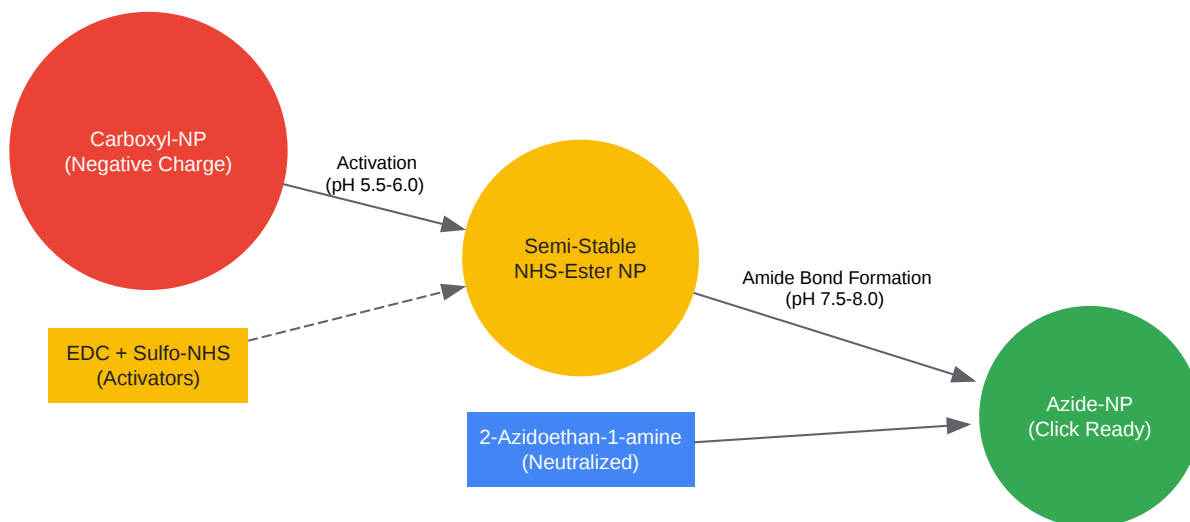 Carboxyl-NP
(Negative Charge)
Activation
(pH 5.5-6.0)
Semi-Stable
NHS-Ester NP
EDC + Sulfo-NHS
(Activators)
Amide Bond Formation
(pH 7.5-8.0)
2-Azidoethan-1-amine
(Neutralized)
Azide-NP
(Click Ready)